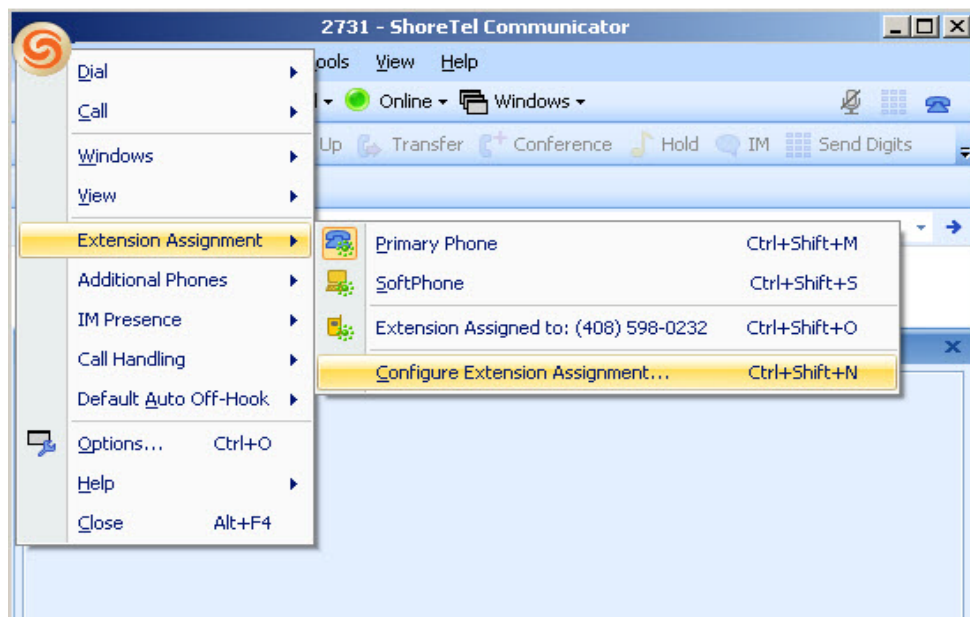 2731 - ShoreTel Communicator
ools View Help
Online Windows
Up Transfer Conference Hold IM Send Digits
Dial
Call
Windows
View
Extension Assignment
Additional Phones
IM Presence
Call Handling
Default Auto Off-Hook
Options... Ctrl+O
Help
Close Alt+F4
Primary Phone Ctrl+Shift+M
SoftPhone Ctrl+Shift+S
Extension Assigned to: (408) 598-0232 Ctrl+Shift+O
Configure Extension Assignment... Ctrl+Shift+N